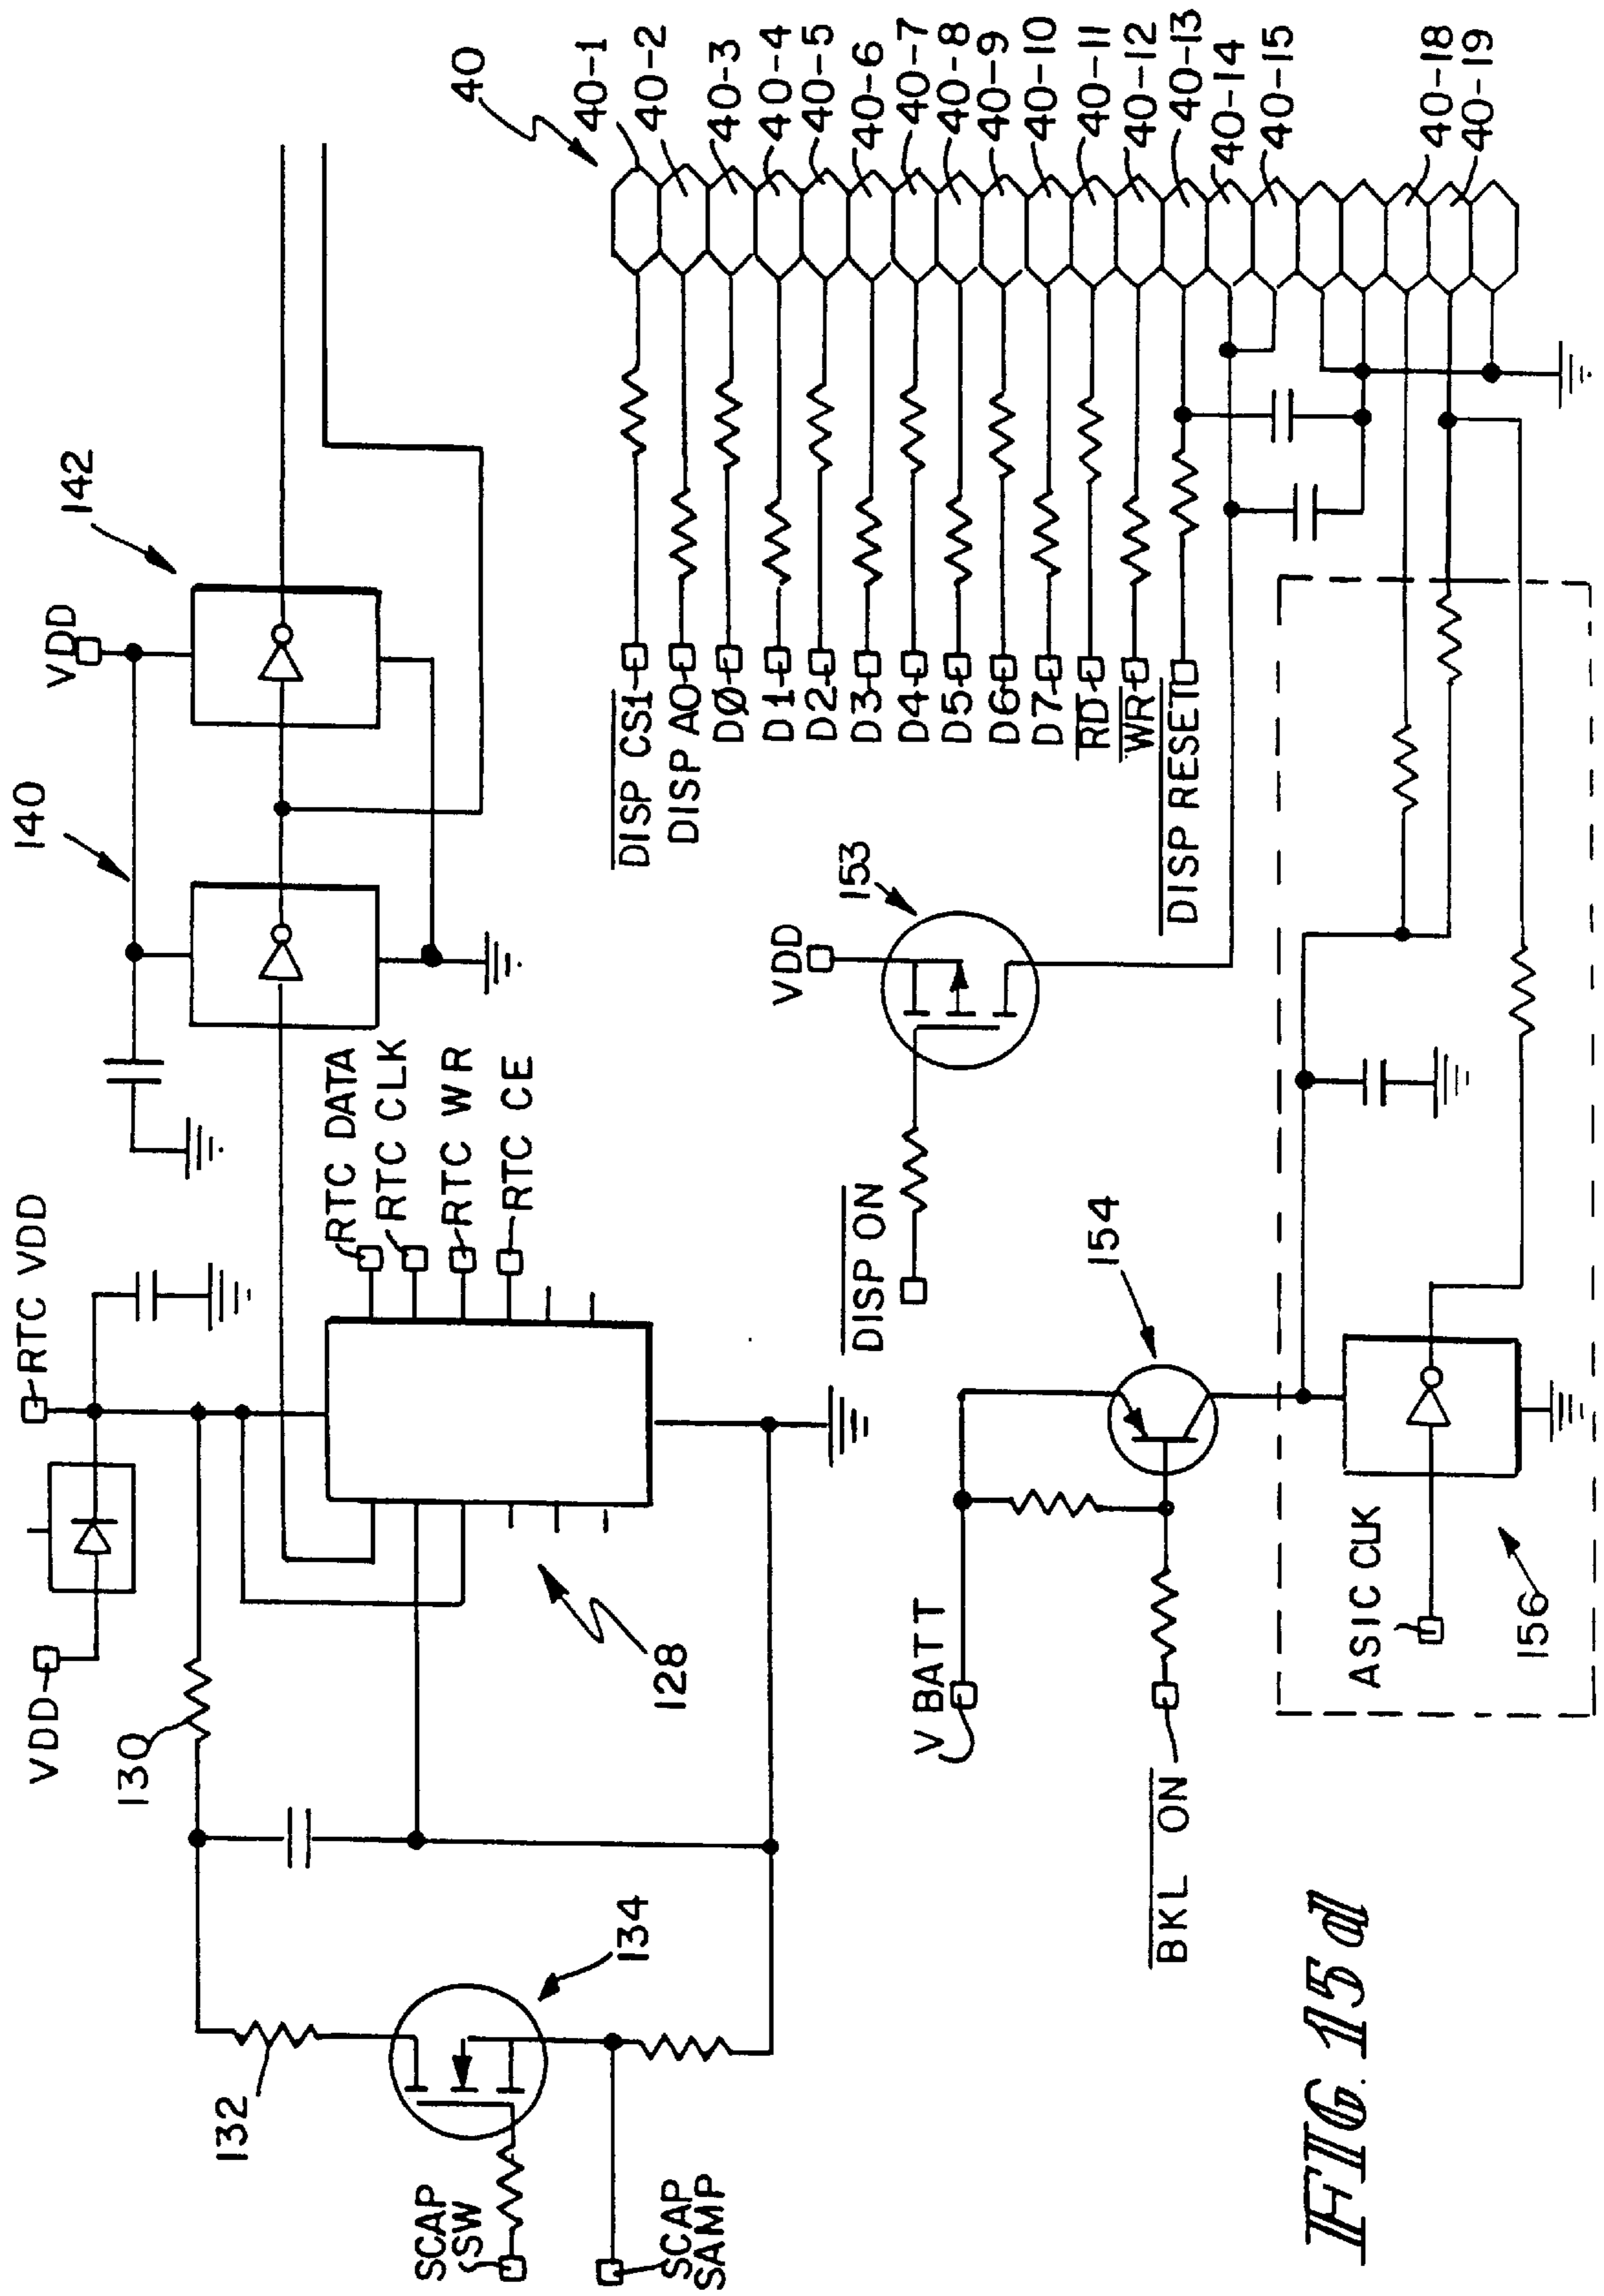 VDD
RTC VDD
130
132
134
SCAP
SW
SCAP
SAMP
128
RTC DATA
RTC CLK
RTC WR
RTC CE
140
142
VDD
40
40-1
40-2
40-3
40-4
40-5
40-6
40-7
40-8
40-9
40-10
40-11
40-12
40-13
40-14
40-15
40-18
40-19
DISP CS1
DISP AO
DØ
D1
D2
D3
D4
D5
D6
D7
RD
WR
DISP RESET
VDD
153
DISP ON
V BATT
154
BKL ON
ASIC CLK
156
FIG. 15d